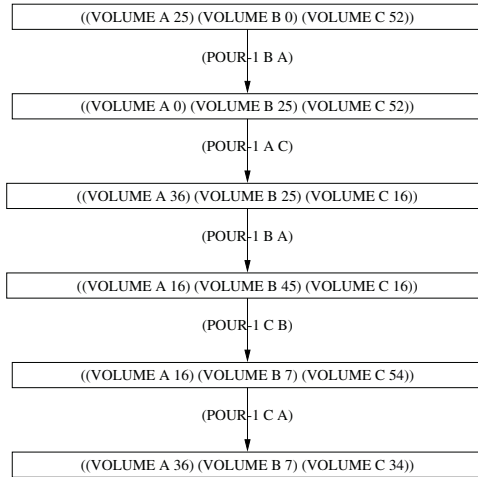 ((VOLUME A 25) (VOLUME B 0) (VOLUME C 52))
(POUR-1 B A)
((VOLUME A 0) (VOLUME B 25) (VOLUME C 52))
(POUR-1 A C)
((VOLUME A 36) (VOLUME B 25) (VOLUME C 16))
(POUR-1 B A)
((VOLUME A 16) (VOLUME B 45) (VOLUME C 16))
(POUR-1 C B)
((VOLUME A 16) (VOLUME B 7) (VOLUME C 54))
(POUR-1 C A)
((VOLUME A 36) (VOLUME B 7) (VOLUME C 34))